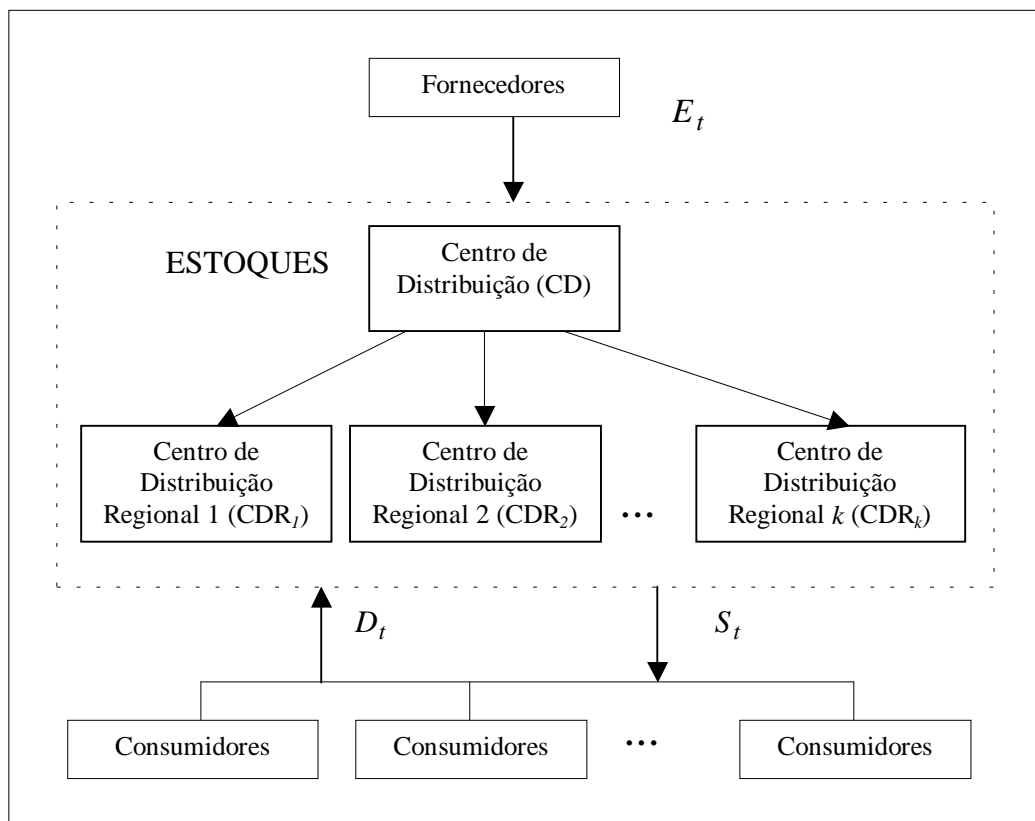 Fornecedores
E_t
ESTOQUES
Centro de
Distribuição (CD)
Centro de
Distribuição
Regional 1 (CDR_1)
Centro de
Distribuição
Regional 2 (CDR_2)
...
Centro de
Distribuição
Regional k (CDR_k)
D_t
S_t
Consumidores
Consumidores
...
Consumidores